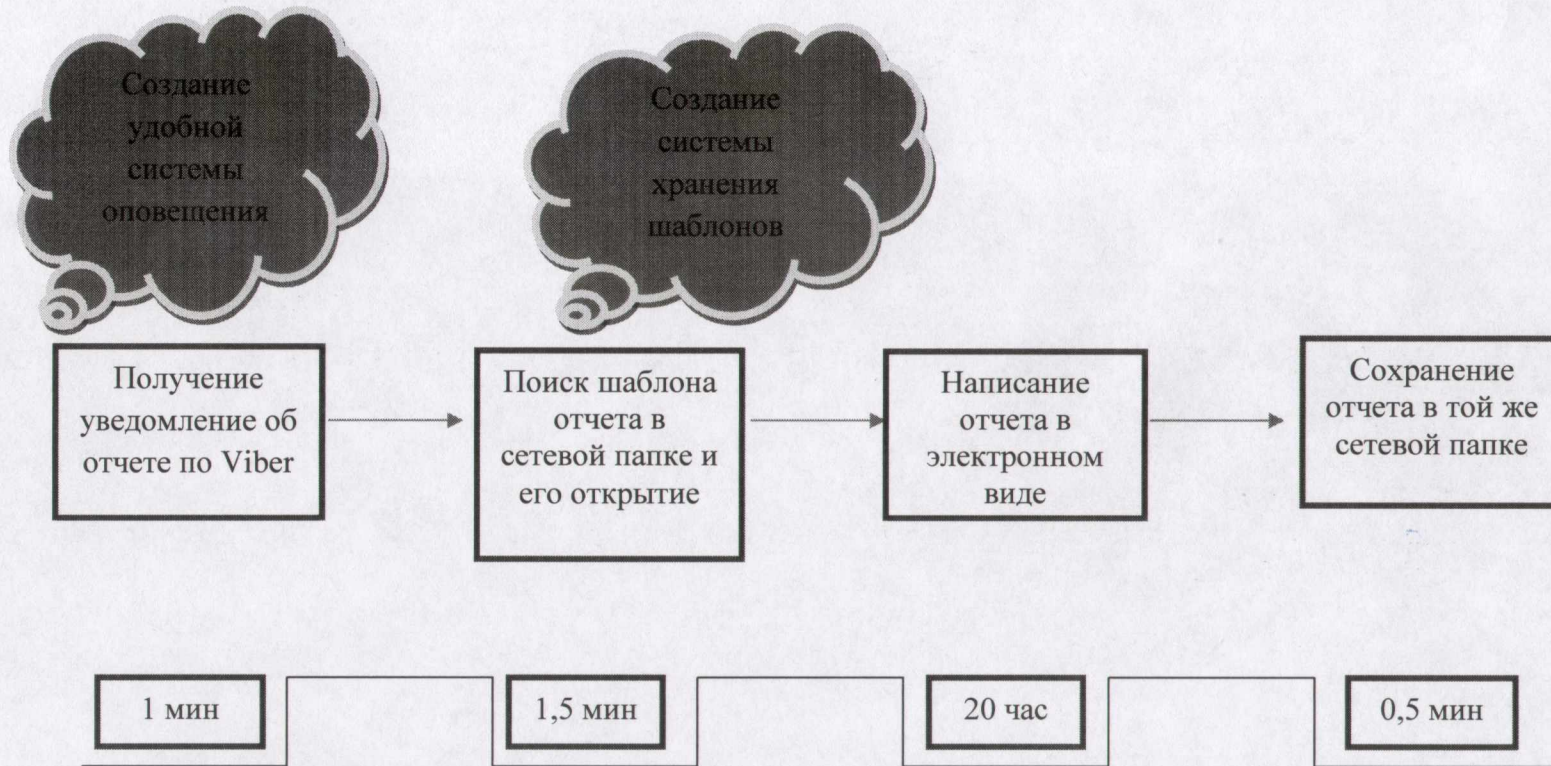 Создание
удобной
системы
оповещения
Создание
системы
хранения
шаблонов
Получение
уведомление об
отчете по Viber
Поиск шаблона
отчета в
сетевой папке и
его открытие
Написание
отчета в
электронном
виде
Сохранение
отчета в той же
сетевой папке
1 мин
1,5 мин
20 час
0,5 мин